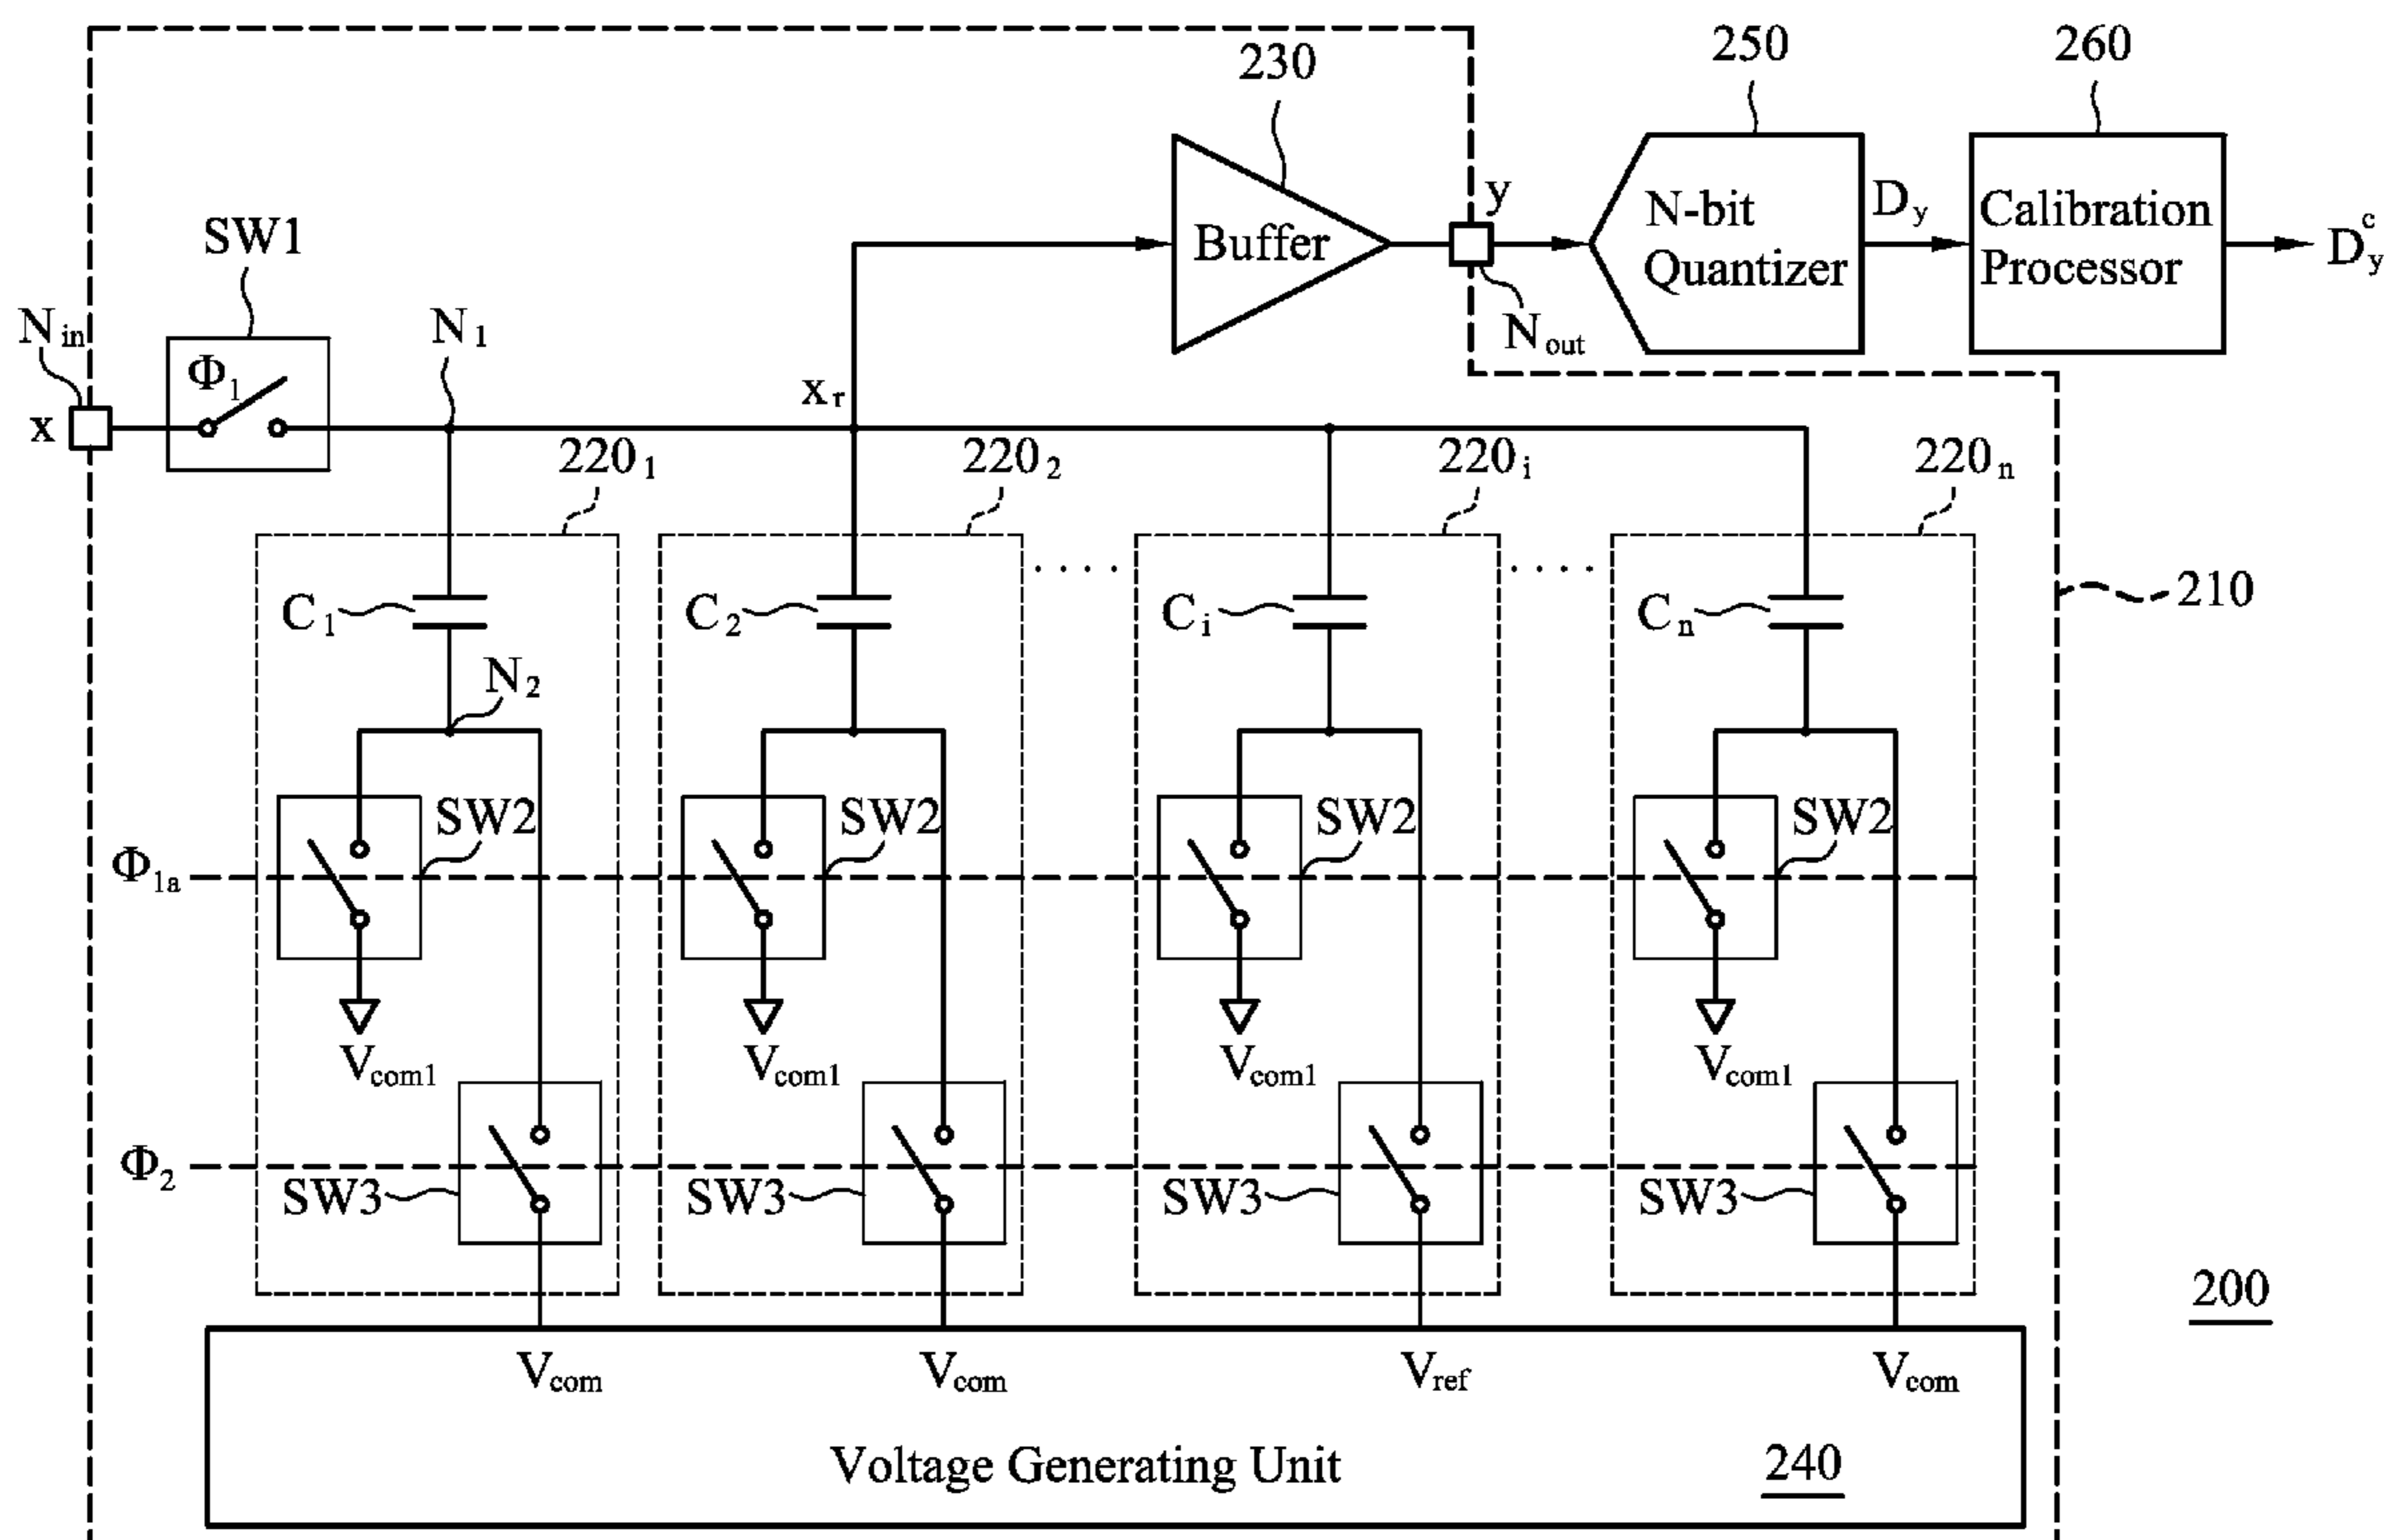 230
250
260
SW1
Buffer
y
N-bit
Quantizer
D_y
Calibration
Processor
D_y^c
N_in
Φ_1
N_1
x_r
N_out
x
220_1
220_2
220_i
220_n
. . . .
. . . .
C_1
C_2
C_i
C_n
210
N_2
SW2
SW2
SW2
SW2
Φ_1a
V_com1
V_com1
V_com1
V_com1
Φ_2
SW3
SW3
SW3
SW3
200
V_com
V_com
V_ref
V_com
Voltage Generating Unit
240